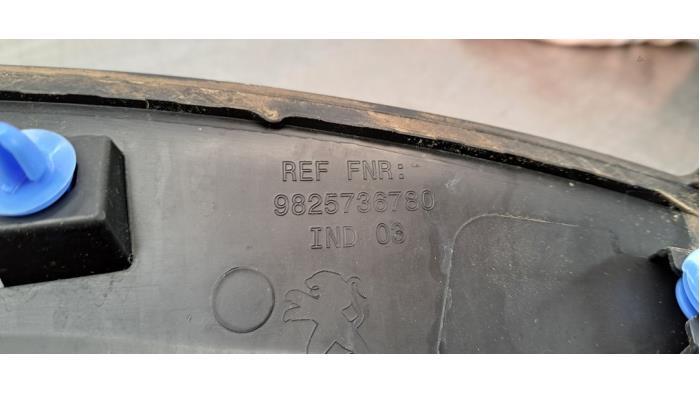 REF FNR:-
9825736780
IND 03